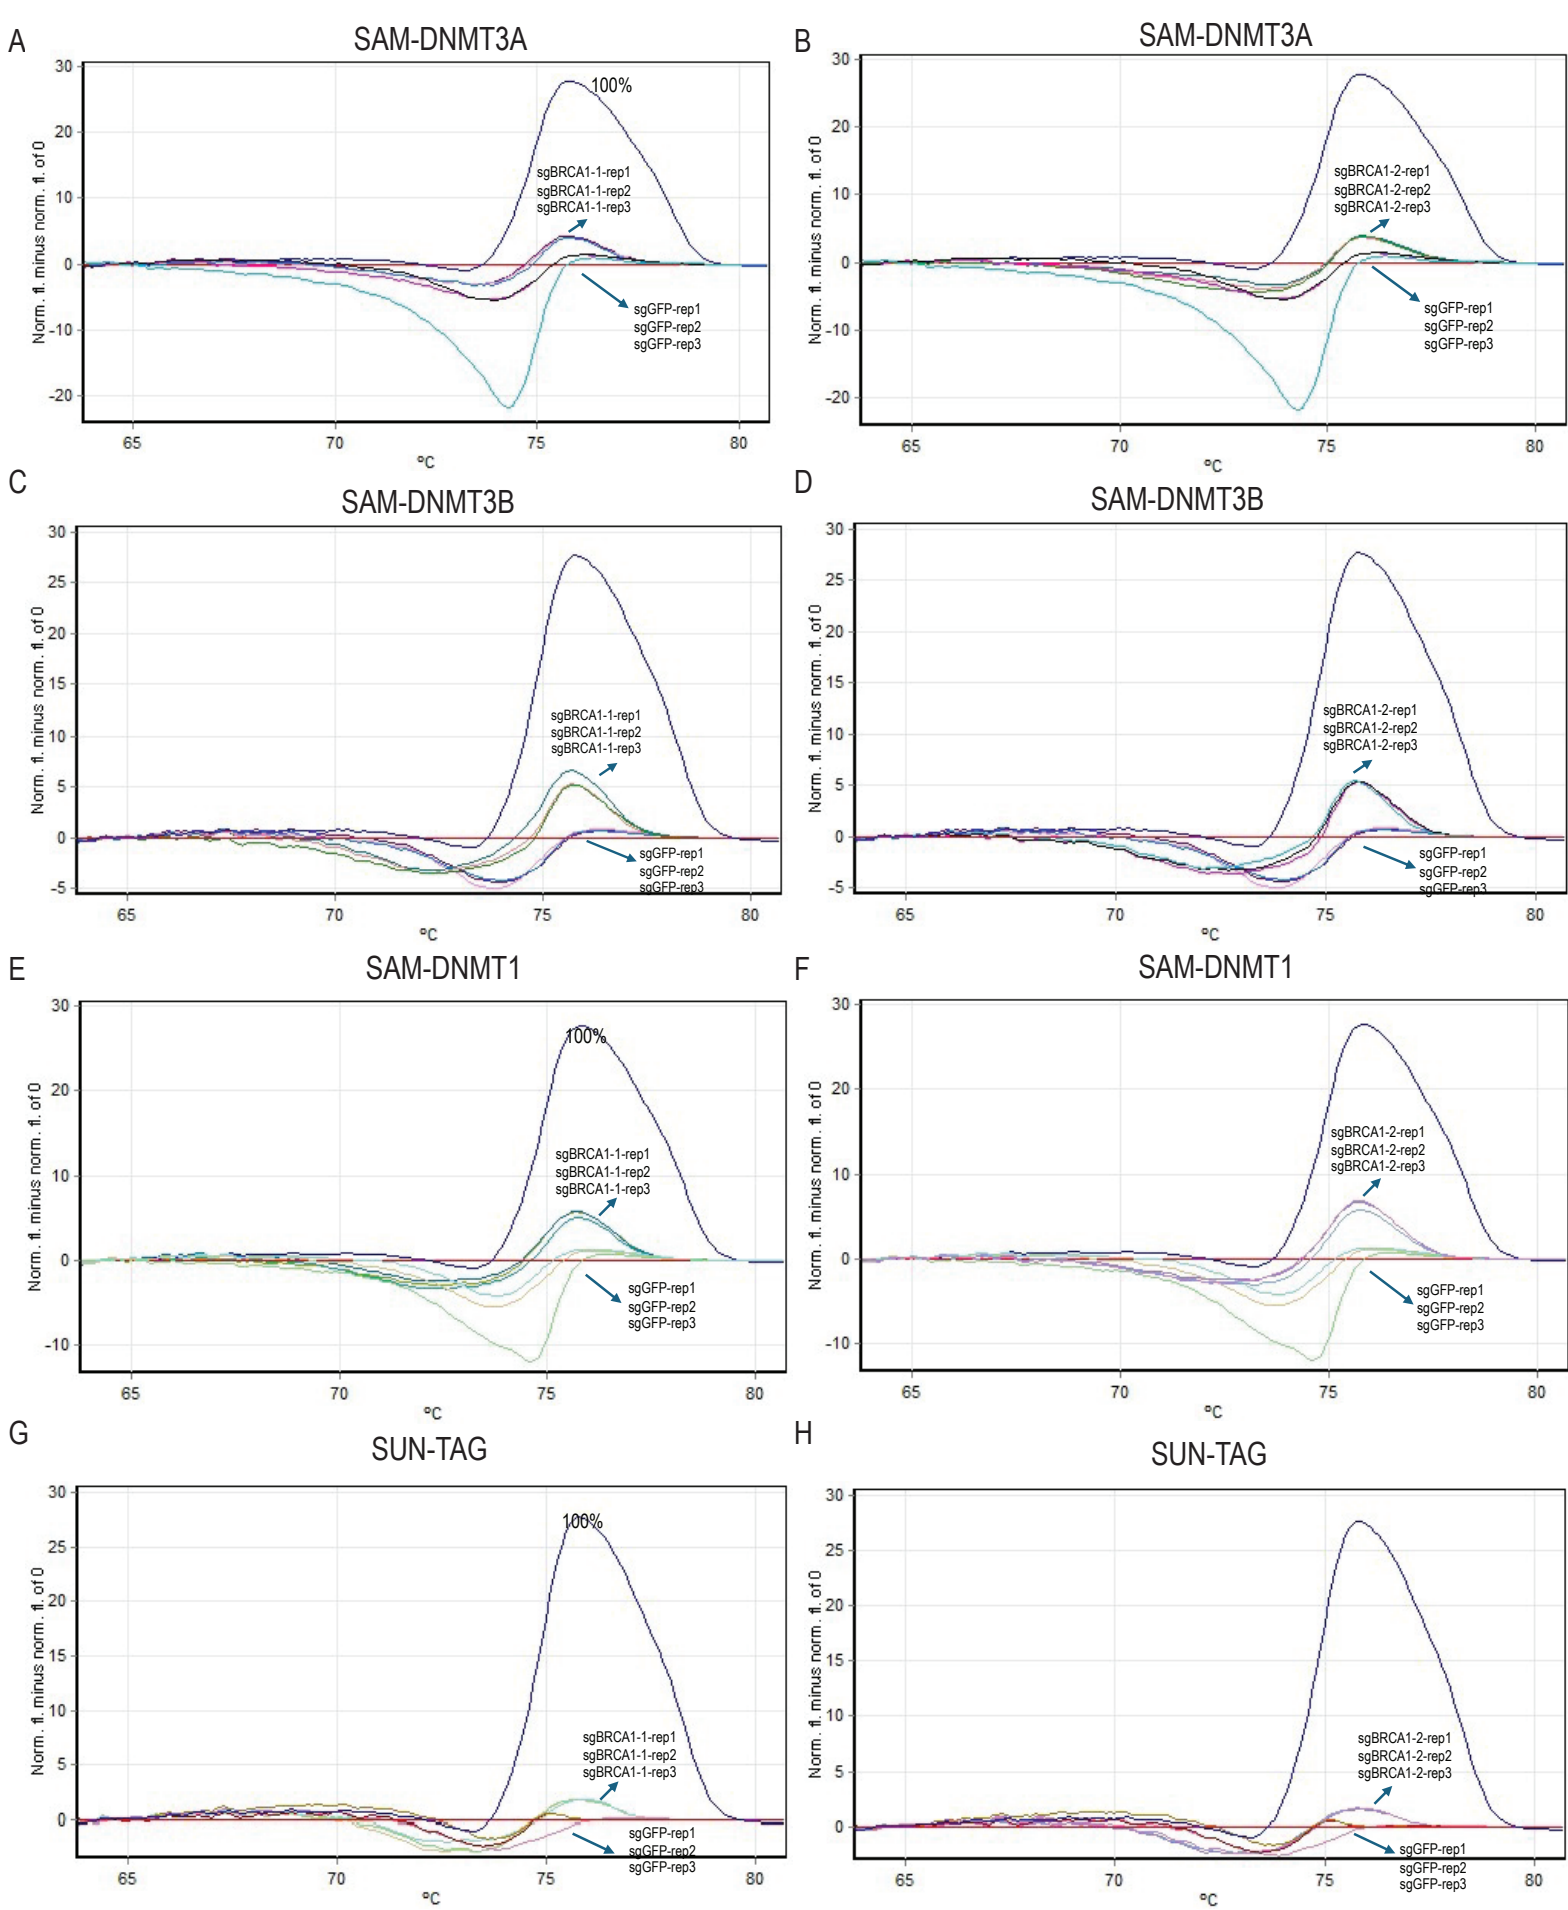 A
SAM-DNMT3A
Norm. fl. minus norm. fl. of 0
30
20
10
0
-10
-20
100%
sgBRCA1-1-rep1
sgBRCA1-1-rep2
sgBRCA1-1-rep3
sgGFP-rep1
sgGFP-rep2
sgGFP-rep3
65 70 75 80
ºC
B
SAM-DNMT3A
Norm. fl. minus norm. fl. of 0
30
20
10
0
-10
-20
sgBRCA1-2-rep1
sgBRCA1-2-rep2
sgBRCA1-2-rep3
sgGFP-rep1
sgGFP-rep2
sgGFP-rep3
65 70 75 80
ºC
C
SAM-DNMT3B
Norm. fl. minus norm. fl. of 0
30
25
20
15
10
5
0
-5
sgBRCA1-1-rep1
sgBRCA1-1-rep2
sgBRCA1-1-rep3
sgGFP-rep1
sgGFP-rep2
sgGFP-rep3
65 70 75 80
ºC
D
SAM-DNMT3B
Norm. fl. minus norm. fl. of 0
30
25
20
15
10
5
0
-5
sgBRCA1-2-rep1
sgBRCA1-2-rep2
sgBRCA1-2-rep3
sgGFP-rep1
sgGFP-rep2
sgGFP-rep3
65 70 75 80
ºC
E
SAM-DNMT1
Norm. fl. minus norm. fl. of 0
30
20
10
0
-10
100%
sgBRCA1-1-rep1
sgBRCA1-1-rep2
sgBRCA1-1-rep3
sgGFP-rep1
sgGFP-rep2
sgGFP-rep3
65 70 75 80
ºC
F
SAM-DNMT1
Norm. fl. minus norm. fl. of 0
30
20
10
0
-10
sgBRCA1-2-rep1
sgBRCA1-2-rep2
sgBRCA1-2-rep3
sgGFP-rep1
sgGFP-rep2
sgGFP-rep3
65 70 75 80
ºC
G
SUN-TAG
Norm. fl. minus norm. fl. of 0
30
25
20
15
10
5
0
100%
sgBRCA1-1-rep1
sgBRCA1-1-rep2
sgBRCA1-1-rep3
sgGFP-rep1
sgGFP-rep2
sgGFP-rep3
65 70 75 80
ºC
H
SUN-TAG
Norm. fl. minus norm. fl. of 0
30
25
20
15
10
5
0
sgBRCA1-2-rep1
sgBRCA1-2-rep2
sgBRCA1-2-rep3
sgGFP-rep1
sgGFP-rep2
sgGFP-rep3
65 70 75 80
ºC